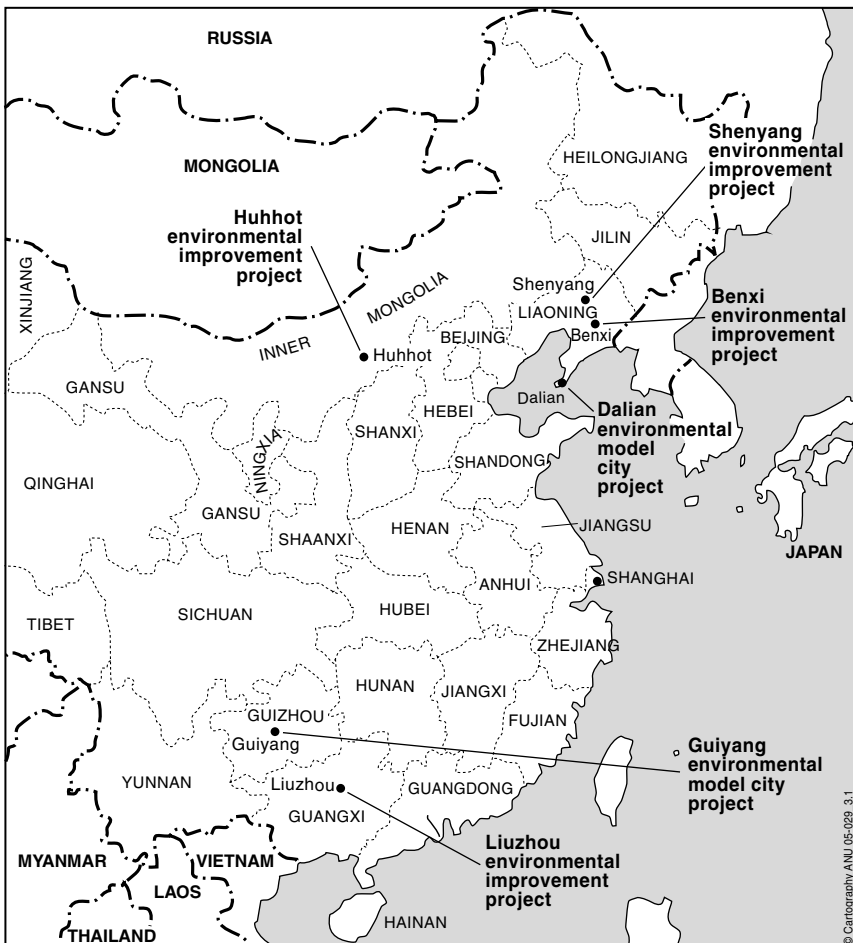 RUSSIA
MONGOLIA
HEILONGJIANG
Shenyang
environmental
improvement
project
Huhhot
environmental
improvement
project
JILIN
XINJIANG
INNER
MONGOLIA
Shenyang
LIAONING
Benxi
Benxi
environmental
improvement
project
BEIJING
Huhhot
GANSU
Dalian
Dalian
environmental
model
city
project
HEBEI
SHANXI
NINGXIA
SHANDONG
QINGHAI
GANSU
SHAANXI
HENAN
JIANGSU
JAPAN
ANHUI
SHANGHAI
TIBET
SICHUAN
HUBEI
ZHEJIANG
HUNAN
JIANGXI
FUJIAN
GUIZHOU
Guiyang
Guiyang
environmental
model city
project
YUNNAN
Liuzhou
GUANGXI
GUANGDONG
Liuzhou
environmental
improvement
project
MYANMAR
VIETNAM
LAOS
THAILAND
HAINAN
© Cartography ANU 05-029 3.1